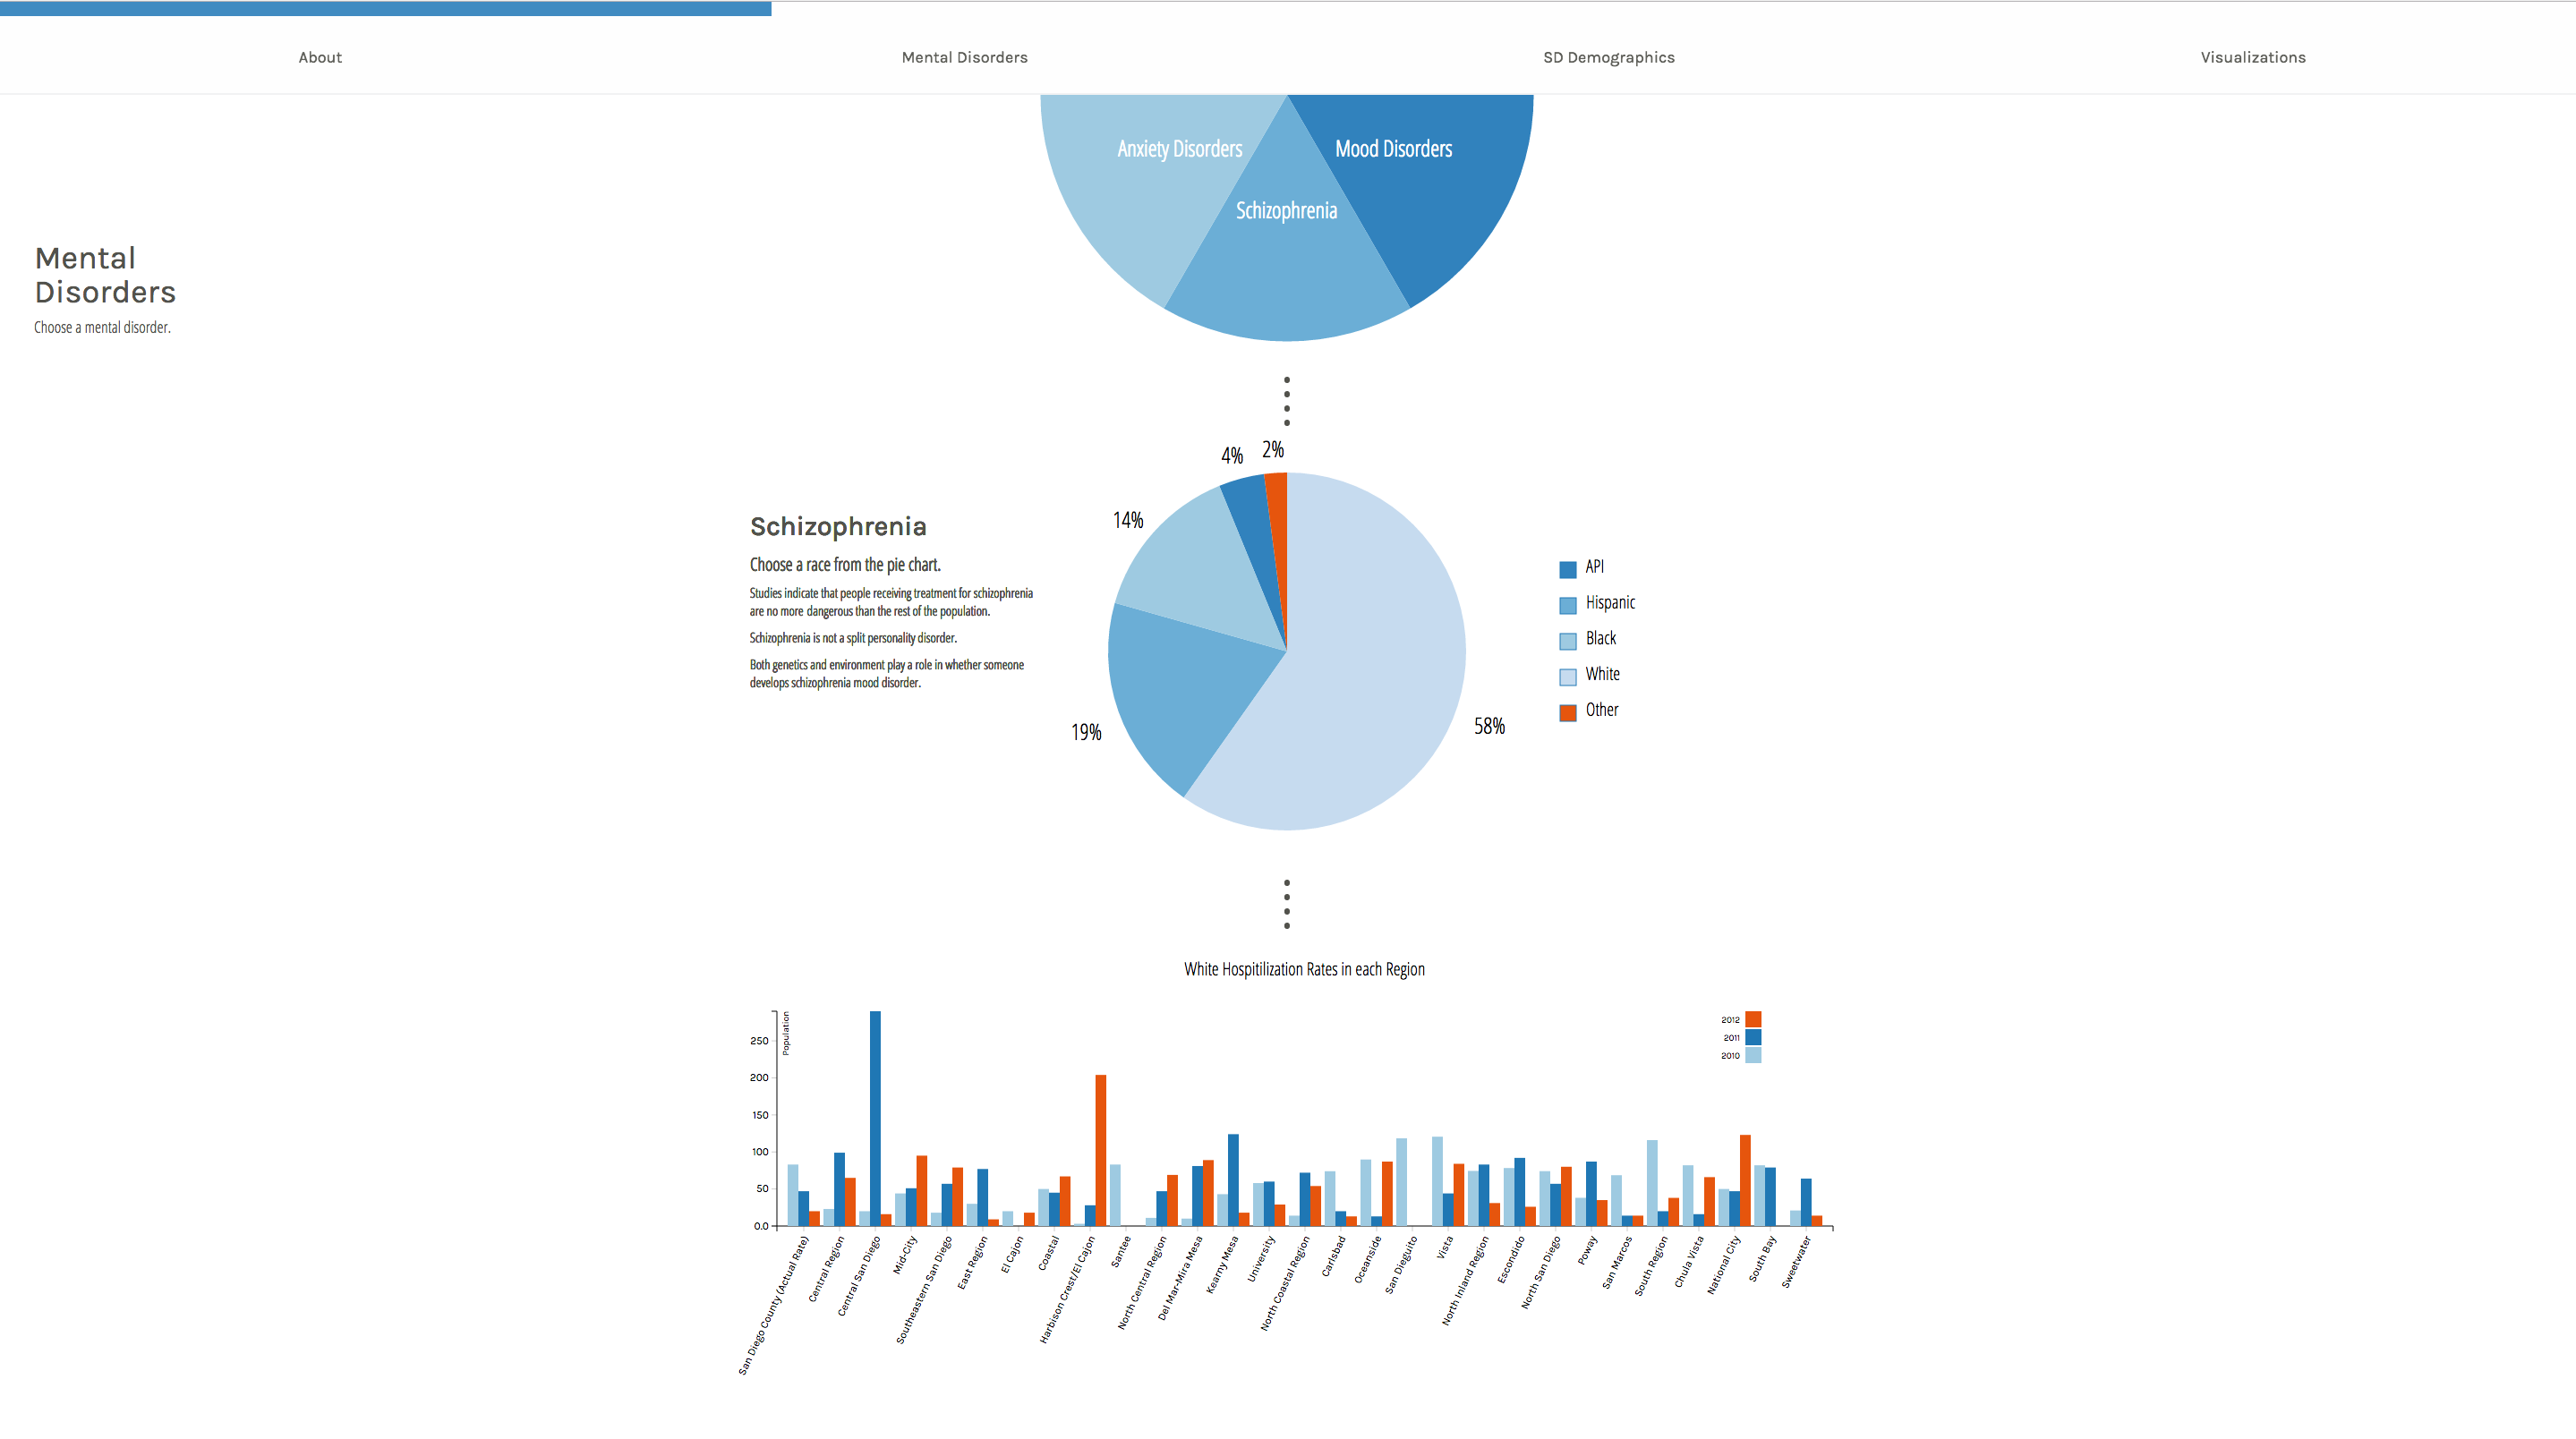 About
Mental Disorders
SD Demographics
Visualizations
Anxiety Disorders
Mood Disorders
Schizophrenia
Mental
Disorders
Choose a mental disorder.
4%
2%
14%
19%
58%
Schizophrenia
Choose a race from the pie chart.
Studies indicate that people receiving treatment for schizophrenia
are no more dangerous than the rest of the population.
Schizophrenia is not a split personality disorder.
Both genetics and environment play a role in whether someone
develops schizophrenia mood disorder.
API
Hispanic
Black
White
Other
White Hospitilization Rates in each Region
Population
250
200
150
100
50
0.0
2012
2011
2010
San Diego County (Actual Rate)
Central Region
Central San Diego
Mid-City
Southeastern San Diego
East Region
El Cajon
Coastal
Harbison Crest/El Cajon
Santee
North Central Region
Del Mar-Mira Mesa
Kearny Mesa
University
North Coastal Region
Carlsbad
Oceanside
San Dieguito
Vista
North Inland Region
Escondido
North San Diego
Poway
San Marcos
South Region
Chula Vista
National City
South Bay
Sweetwater